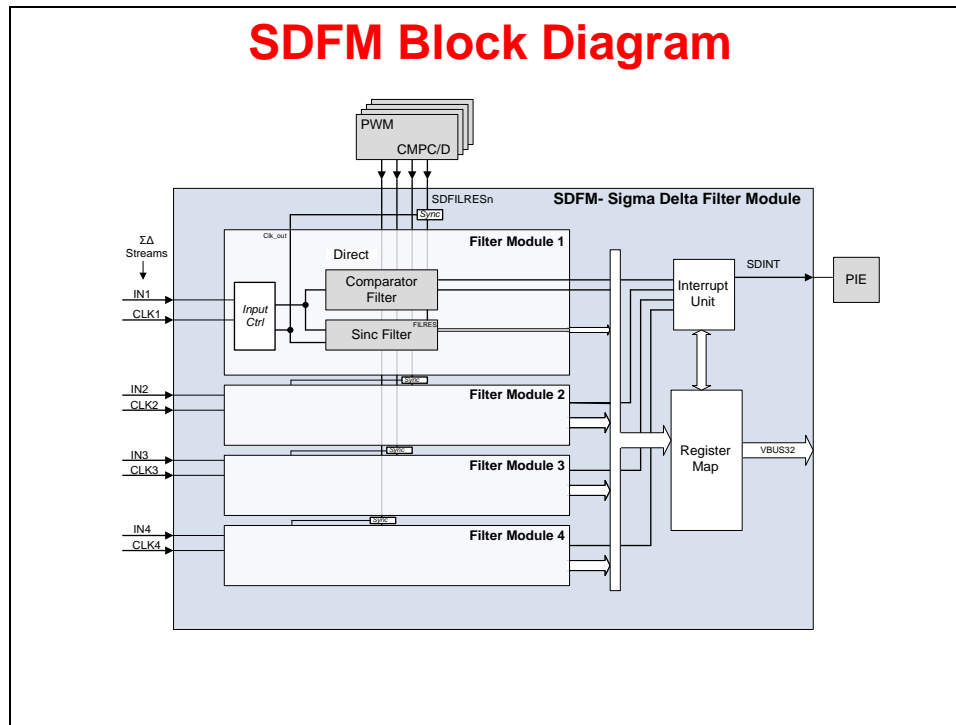 SDFM Block Diagram
PWM
CMPC/D
SDFILRESn
SDFM- Sigma Delta Filter Module
Sync
Clk_out
Filter Module 1
ΣΔ
Streams
Direct
SDINT
PIE
Comparator
Filter
Interrupt
Unit
IN1
Input
Ctrl
CLK1
FILRES
Sinc Filter
Sync
IN2
Filter Module 2
CLK2
Sync
IN3
Filter Module 3
CLK3
Register
Map
VBUS32
Sync
IN4
Filter Module 4
CLK4